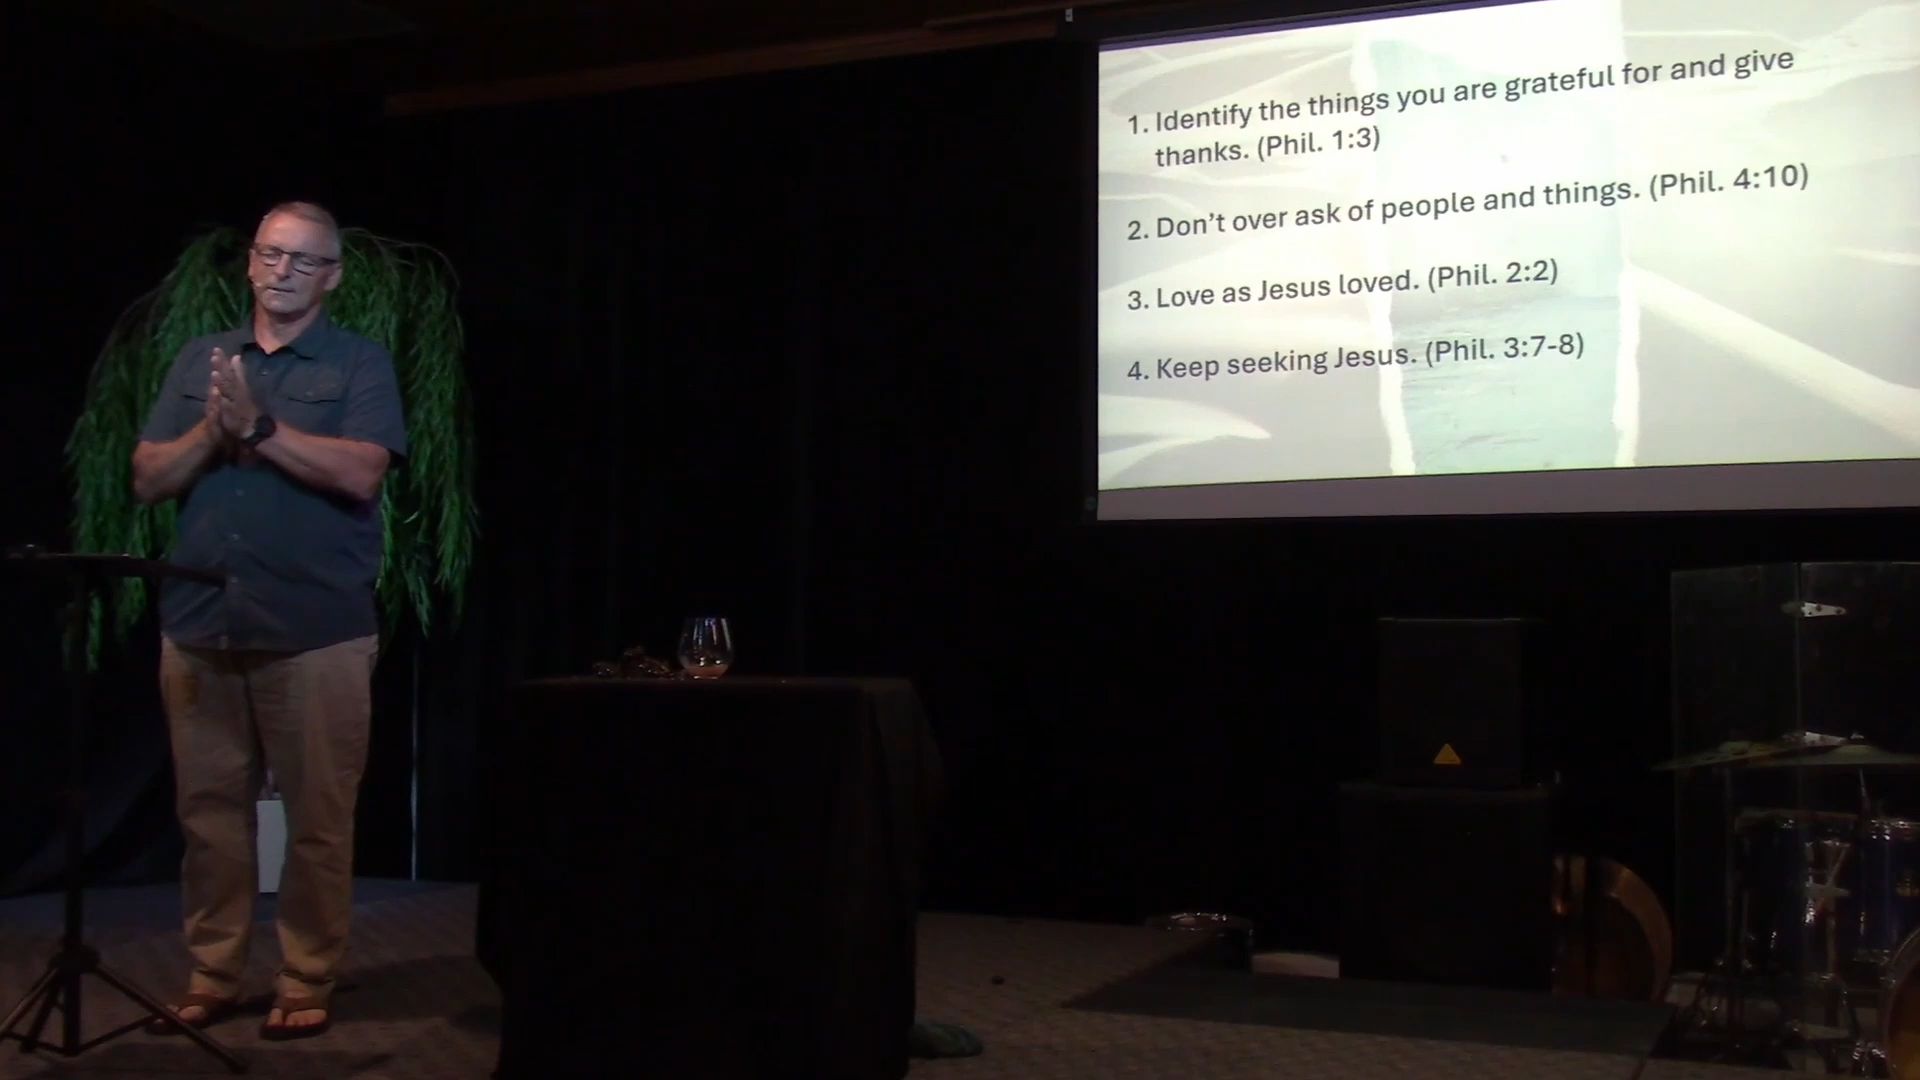 1. Identify the things you are grateful for and give
thanks. (Phil. 1:3)
2. Don't over ask of people and things. (Phil. 4:10)
3. Love as Jesus loved. (Phil. 2:2)
4. Keep seeking Jesus. (Phil. 3:7-8)